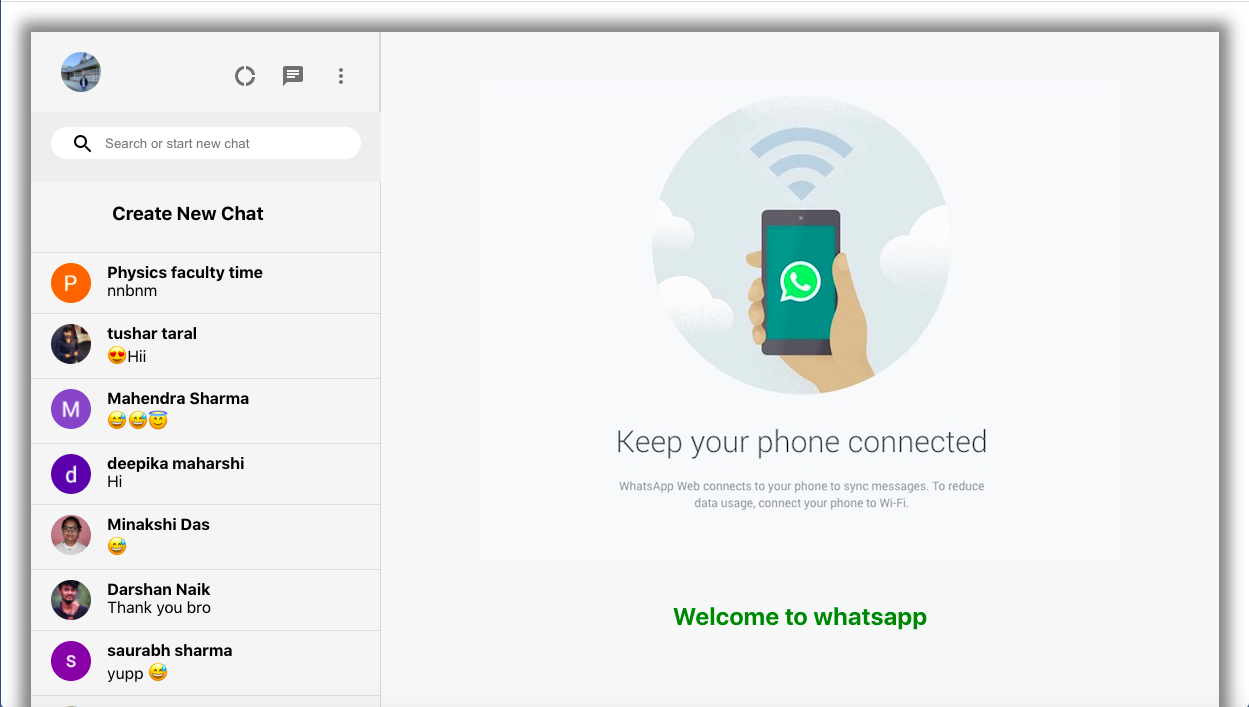 Search or start new chat
Create New Chat
P
Physics faculty time
nnbnm
tushar taral
😍Hii
M
Mahendra Sharma
😅😅😇
d
deepika maharshi
Hi
Minakshi Das
😅
Darshan Naik
Thank you bro
s
saurabh sharma
yupp 😅
Keep your phone connected
WhatsApp Web connects to your phone to sync messages. To reduce
data usage, connect your phone to Wi-Fi.
Welcome to whatsapp